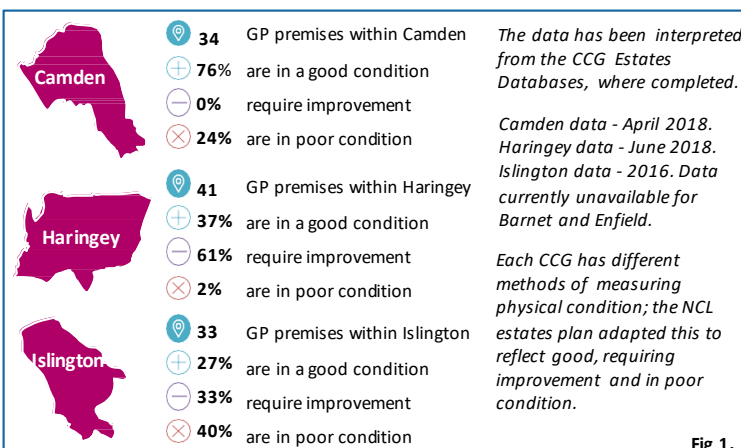 Camden
34 GP premises within Camden
76% are in a good condition
0% require improvement
24% are in poor condition
Haringey
41 GP premises within Haringey
37% are in a good condition
61% require improvement
2% are in poor condition
Islington
33 GP premises within Islington
27% are in a good condition
33% require improvement
40% are in poor condition
The data has been interpreted
from the CCG Estates
Databases, where completed.
Camden data - April 2018.
Haringey data - June 2018.
Islington data - 2016. Data
currently unavailable for
Barnet and Enfield.
Each CCG has different
methods of measuring
physical condition; the NCL
estates plan adapted this to
reflect good, requiring
improvement and in poor
condition.
Fig 1.